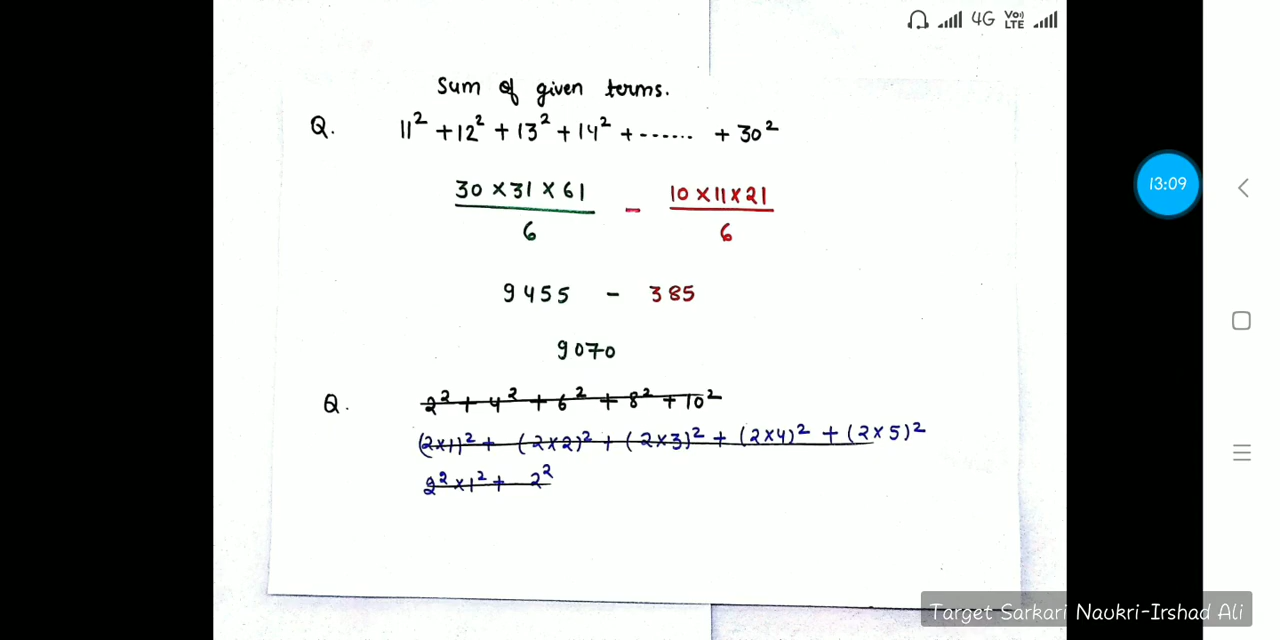 4G VoLTE
Sum of given terms.
Q. 11² + 12² + 13² + 14² + ------ + 30²
13:09
30 × 31 × 61 / 6 - 10 × 11 × 21 / 6
9455 - 385
9070
Q. 2² + 4² + 6² + 8² + 10²
(2×1)² + (2×2)² + (2×3)² + (2×4)² + (2×5)²
2² × 1² + 2²
Target Sarkari Naukri-Irshad Ali